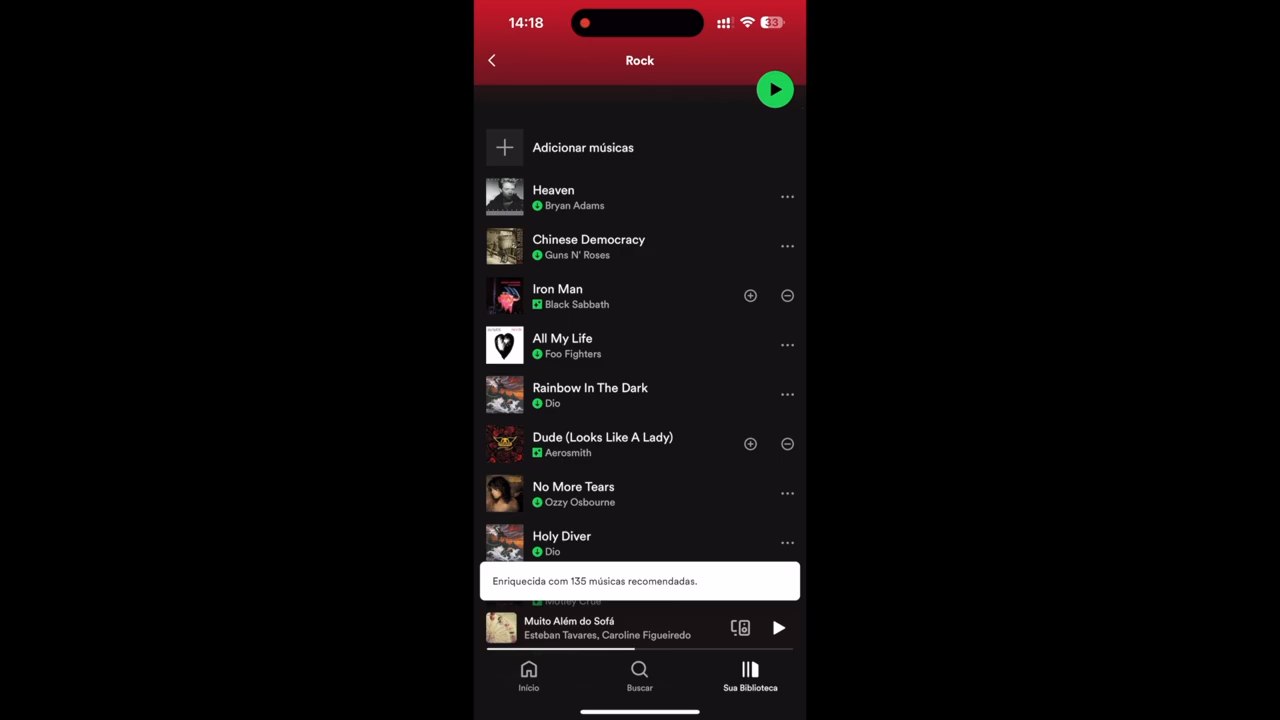 14:18
33
Rock
Adicionar músicas
Heaven
Bryan Adams
Chinese Democracy
Guns N' Roses
Iron Man
Black Sabbath
All My Life
Foo Fighters
Rainbow In The Dark
Dio
Dude (Looks Like A Lady)
Aerosmith
No More Tears
Ozzy Osbourne
Holy Diver
Dio
Enriquecida com 135 músicas recomendadas.
Mötley Crüe
Muito Além do Sofá
Esteban Tavares, Caroline Figueiredo
Início
Buscar
Sua Biblioteca